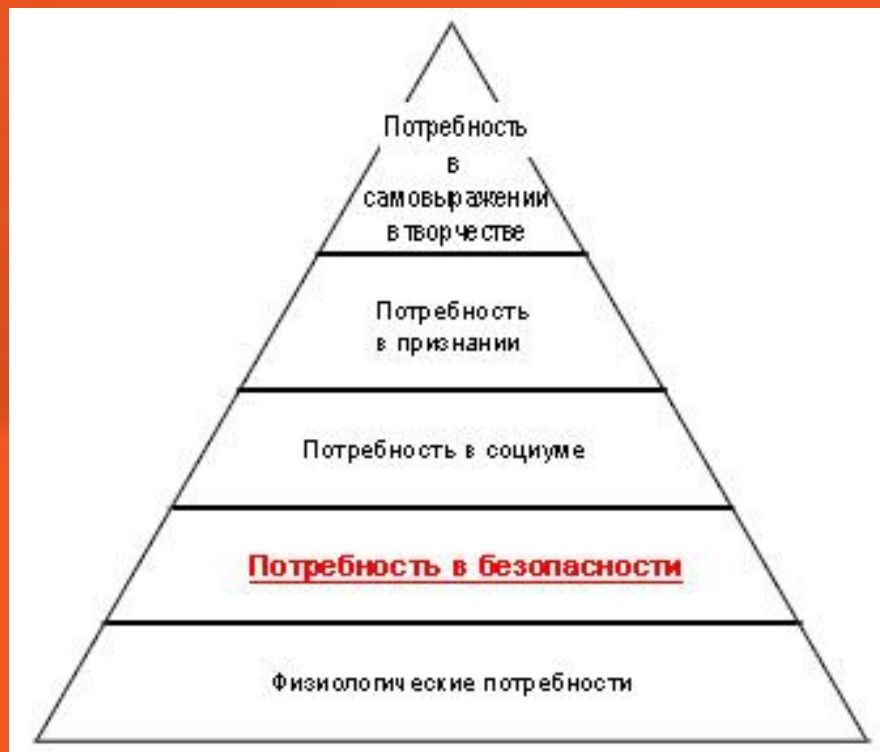 Потребность
в
самовыражении
в творчестве
Потребность
в признании
Потребность в социуме
Потребность в безопасности
Физиологические потребности